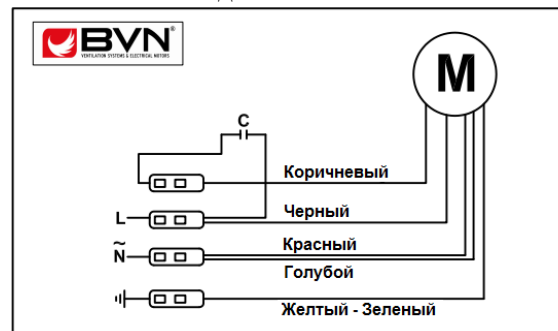 BVN®
VENTILATION SYSTEMS & ELECTRICAL MOTORS
M
C
Коричневый
L
Черный
Красный
~
N
Голубой
Желтый - Зеленый